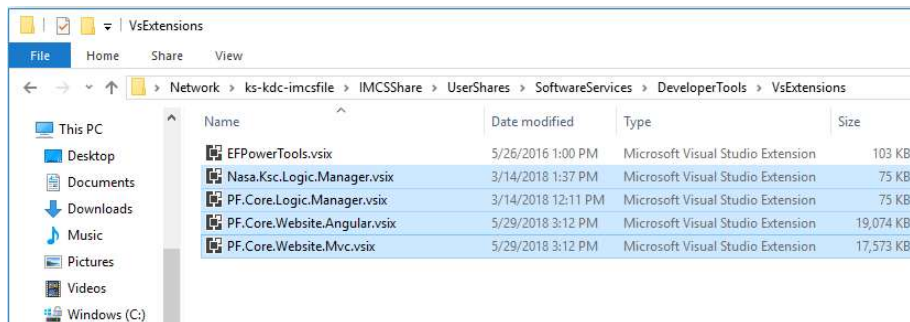 VsExtensions
File Home Share View
Network > ks-kdc-imcsfile > IMCSShare > UserShares > SoftwareServices > DeveloperTools > VsExtensions
This PC
Desktop
Documents
Downloads
Music
Pictures
Videos
Windows (C:)
Name Date modified Type Size
EFPowerTools.vsix 5/26/2016 1:00 PM Microsoft Visual Studio Extension 103 KB
Nasa.Ksc.Logic.Manager.vsix 3/14/2018 1:37 PM Microsoft Visual Studio Extension 75 KB
PF.Core.Logic.Manager.vsix 3/14/2018 12:11 PM Microsoft Visual Studio Extension 75 KB
PF.Core.Website.Angular.vsix 5/29/2018 3:12 PM Microsoft Visual Studio Extension 19,074 KB
PF.Core.Website.Mvc.vsix 5/29/2018 3:12 PM Microsoft Visual Studio Extension 17,573 KB